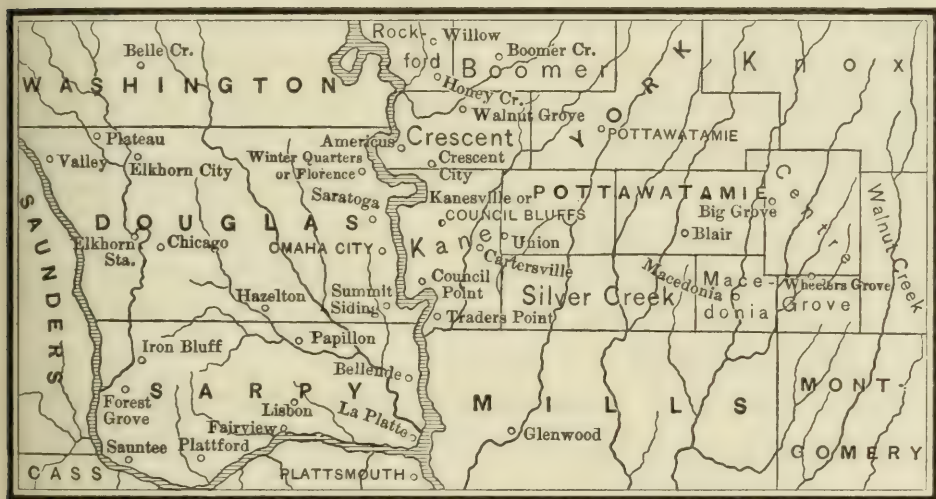 Rock-
ford
Willow
Boomer Cr.
Boomer
Honey Cr.
Walnut Grove
YORK
Knox
Belle Cr.
WASHINGTON
Plateau
Valley
Elkhorn City
Americus
Crescent
Crescent
City
POTTAWATAMIE
Winter Quarters
or Florence
Saratoga
Kanesville or
COUNCIL BLUFFS
POTTAWATAMIE
Centre
Walnut Creek
Big Grove
SAUNDERS
DOUGLAS
Elkhorn
Sta.
Chicago
OMAHA CITY
Kane
Union
Cartersville
Blair
Hazelton
Summit
Siding
Council
Point
Traders Point
Silver Creek
Macedonia
Mace-
donia
Wheelers Grove
Grove
Iron Bluff
Papillon
Bellende
SARPY
Forest
Grove
Lisbon
La Platte
Fairview
Sauntee
Plattford
CASS
PLATTSMOUTH
MILLS
Glenwood
MONT-
GOMERY